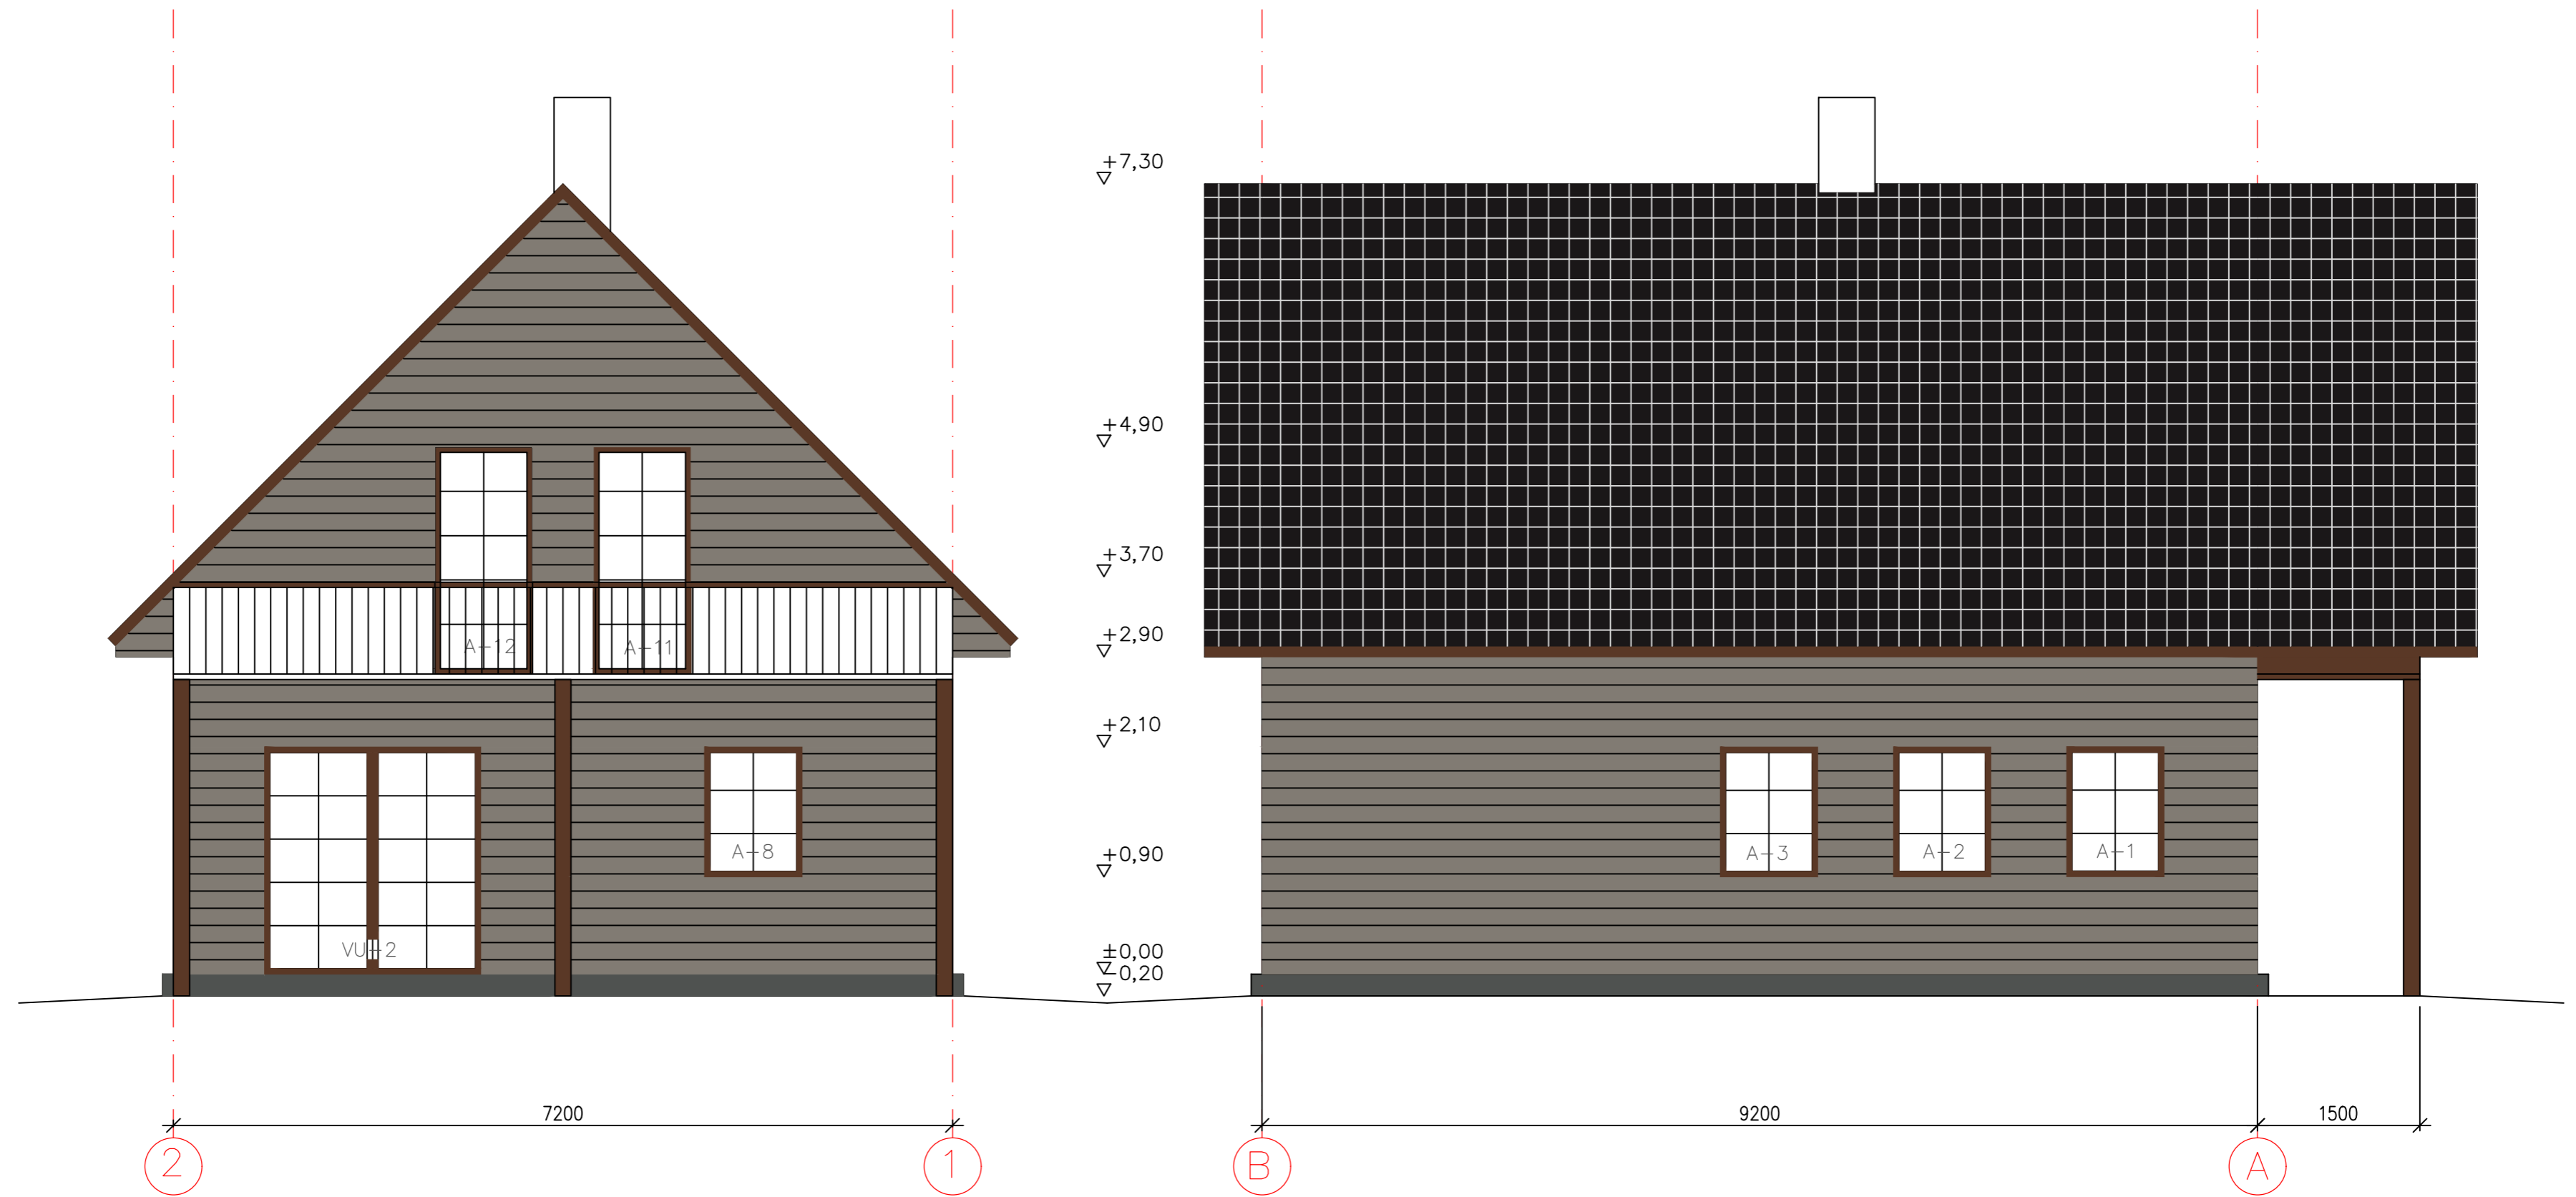 +7,30
+4,90
+3,70
+2,90
+2,10
+0,90
±0,00
-0,20
A-12
A-11
A-8
VU-2
A-3
A-2
A-1
7200
9200
1500
2
1
B
A